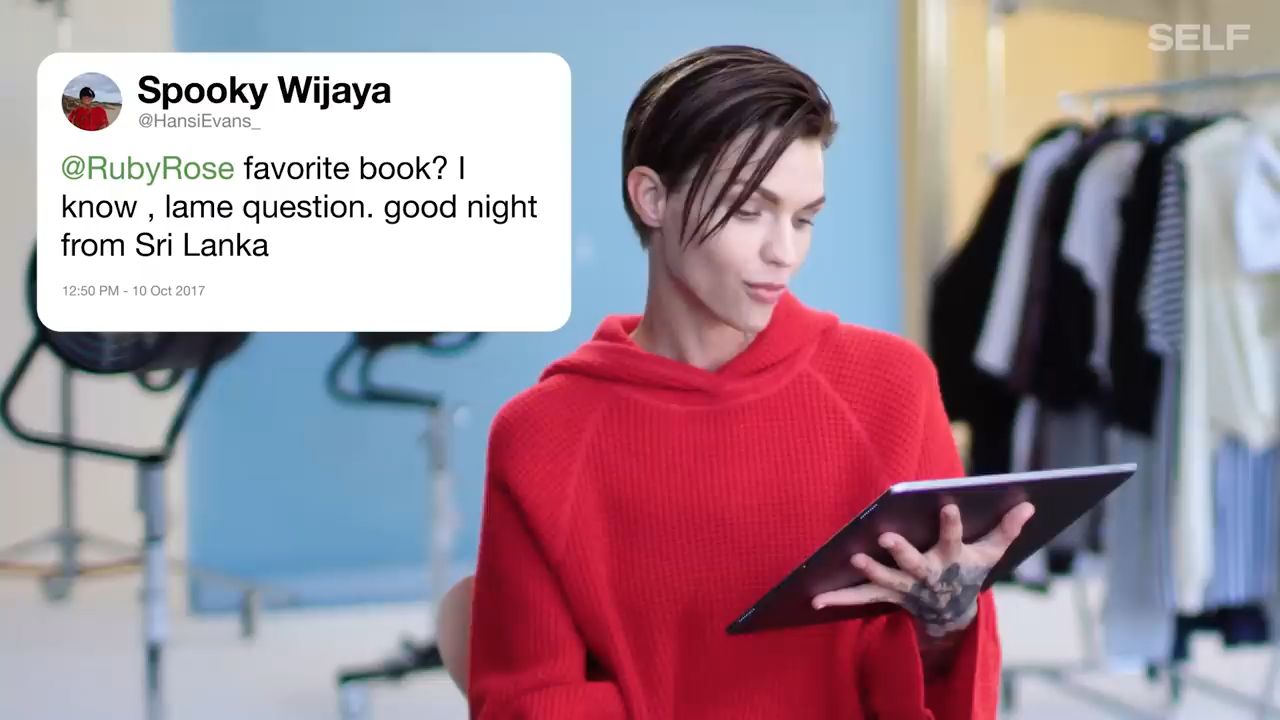 SELF
Spooky Wijaya
@HansiEvans_
@RubyRose favorite book? I
know , lame question. good night
from Sri Lanka
12:50 PM - 10 Oct 2017